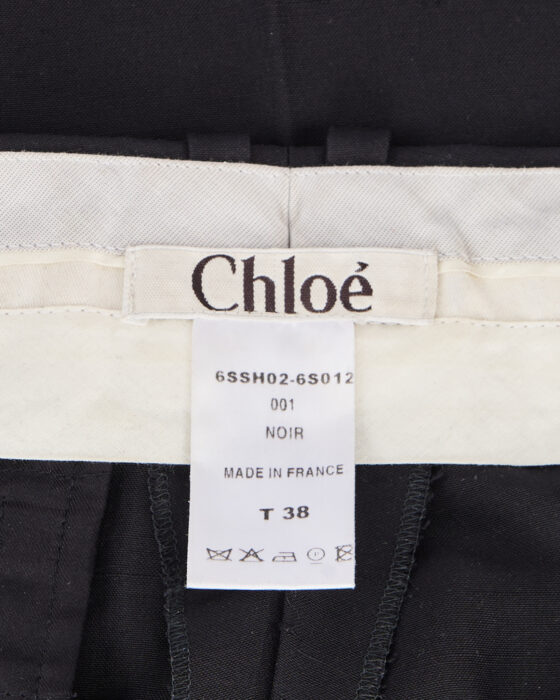 Chloé
6SSH02-6S012
001
NOIR
MADE IN FRANCE
T 38